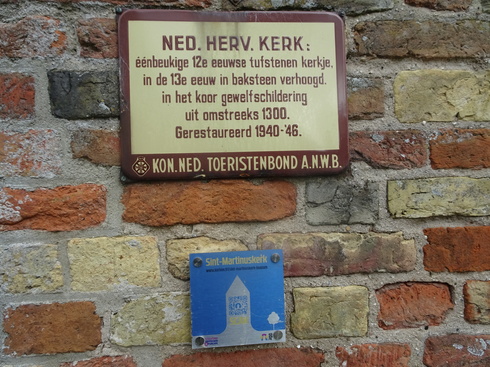 NED. HERV. KERK:
éénbeukige 12e eeuwse tufstenen kerkje,
in de 13e eeuw in baksteen verhoogd.
in het koor gewelfschildering
uit omstreeks 1300.
Gerestaureerd 1940-'46.
KON. NED. TOERISTENBOND A.N.W.B.
Sint-Martinuskerk